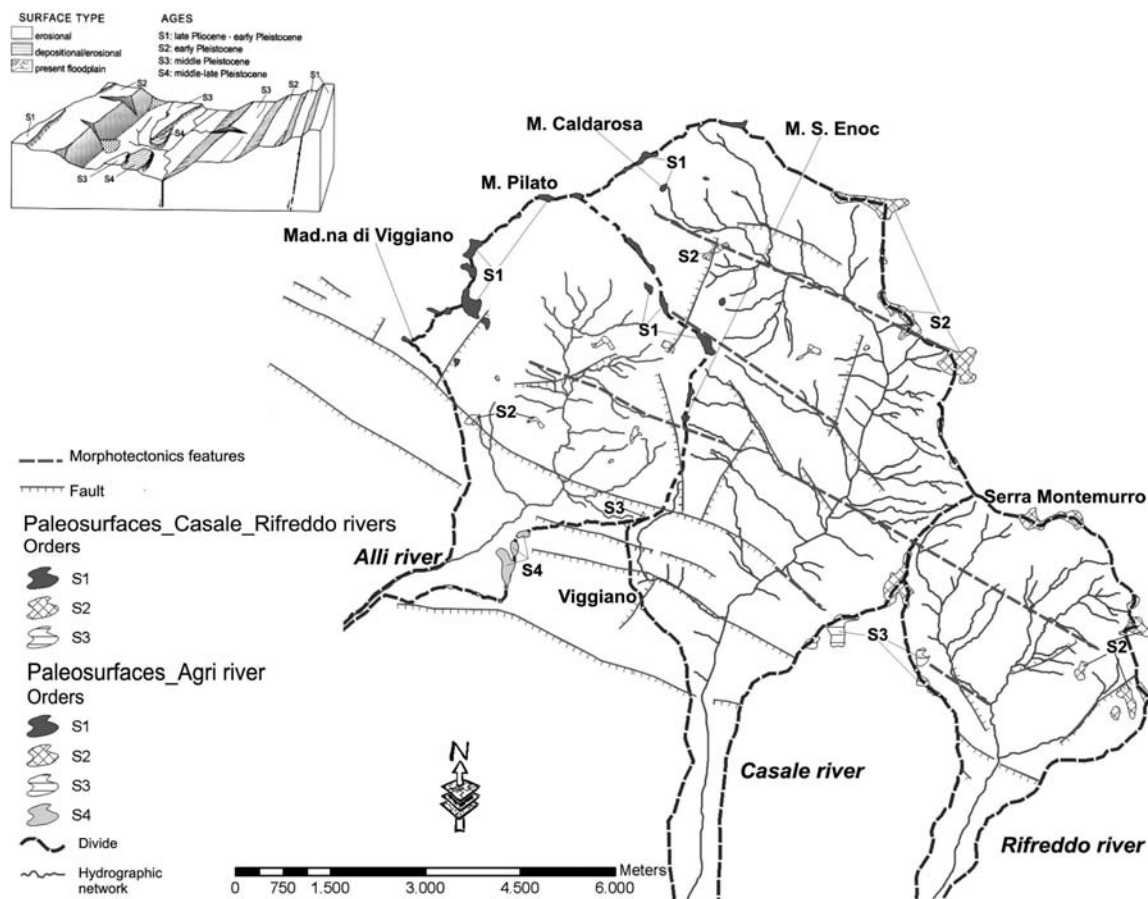 SURFACE TYPE
erosional
depositional/erosional
present floodplain
AGES
S1: late Pliocene - early Pleistocene
S2: early Pleistocene
S3: middle Pleistocene
S4: middle-late Pleistocene
S1
S2
S3
S3
S2
S1
S4
S3
S4
M. Caldarosa
M. S. Enoc
S1
M. Pilato
Mad.na di Viggiano
S2
S1
S2
S1
S2
Serra Montemurro
S3
Alli river
S4
Viggiano
S3
S2
Casale river
Rifreddo river
Morphotectonics features
Fault
Paleosurfaces_Casale_Rifreddo rivers
Orders
S1
S2
S3
Paleosurfaces_Agri river
Orders
S1
S2
S3
S4
Divide
Hydrographic
network
N
Meters
0 750 1.500 3.000 4.500 6.000